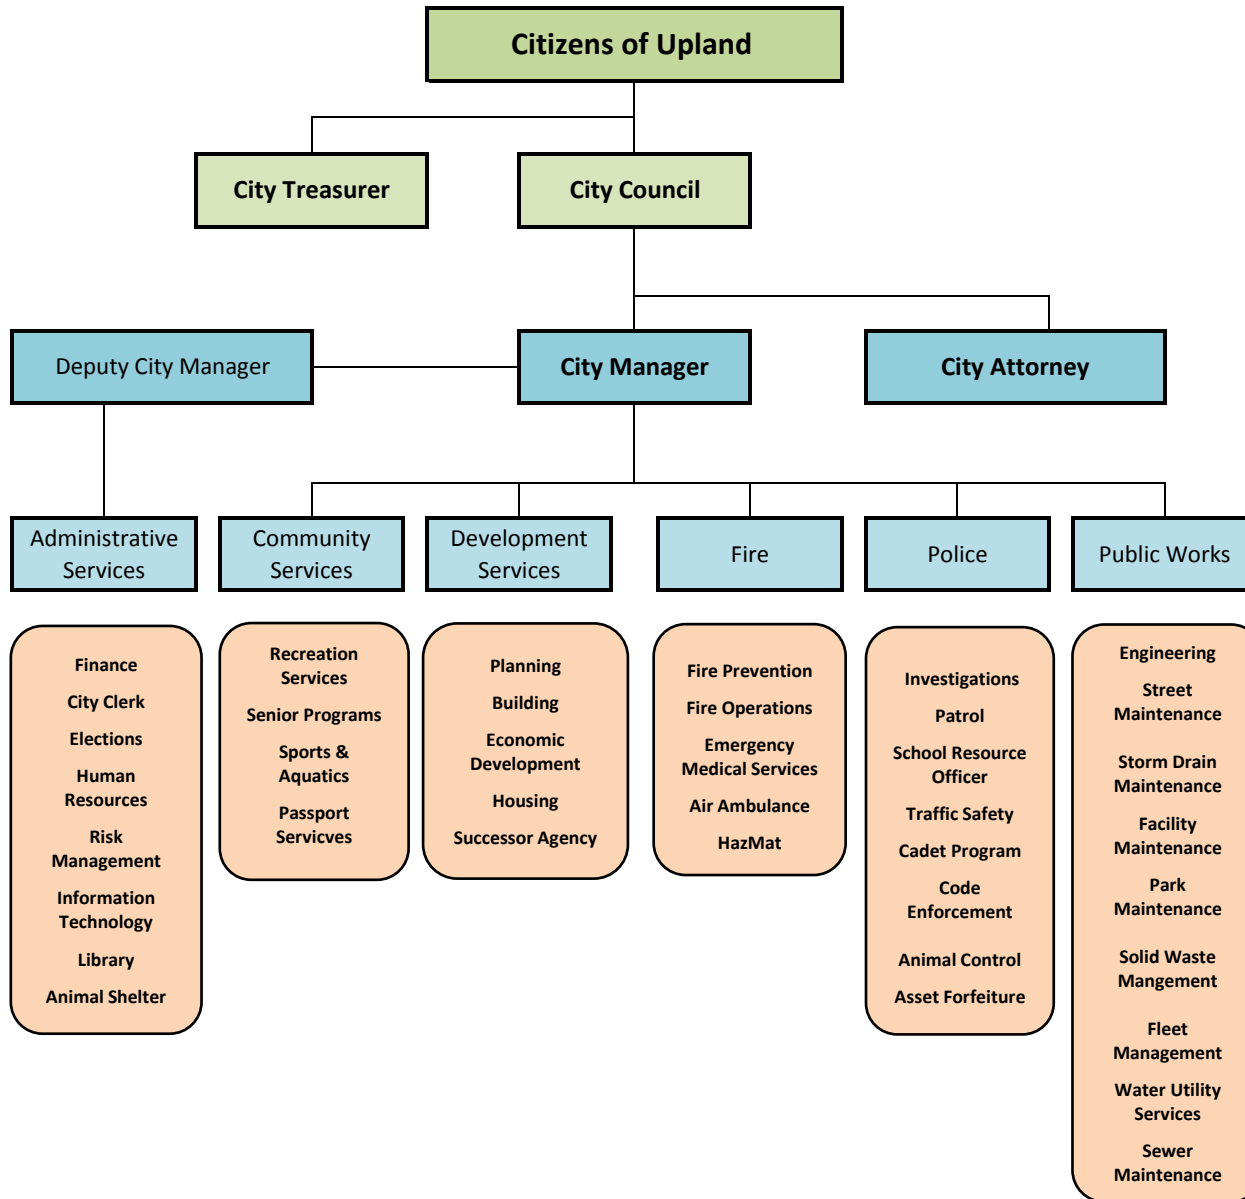 Citizens of Upland
City Treasurer
City Council
Deputy City Manager
City Manager
City Attorney
Administrative
Services
Community
Services
Development
Services
Fire
Police
Public Works
Finance
City Clerk
Elections
Human
Resources
Risk
Management
Information
Technology
Library
Animal Shelter
Recreation
Services
Senior Programs
Sports &
Aquatics
Passport
Servicves
Planning
Building
Economic
Development
Housing
Successor Agency
Fire Prevention
Fire Operations
Emergency
Medical Services
Air Ambulance
HazMat
Investigations
Patrol
School Resource
Officer
Traffic Safety
Cadet Program
Code
Enforcement
Animal Control
Asset Forfeiture
Engineering
Street
Maintenance
Storm Drain
Maintenance
Facility
Maintenance
Park
Maintenance
Solid Waste
Mangement
Fleet
Management
Water Utility
Services
Sewer
Maintenance